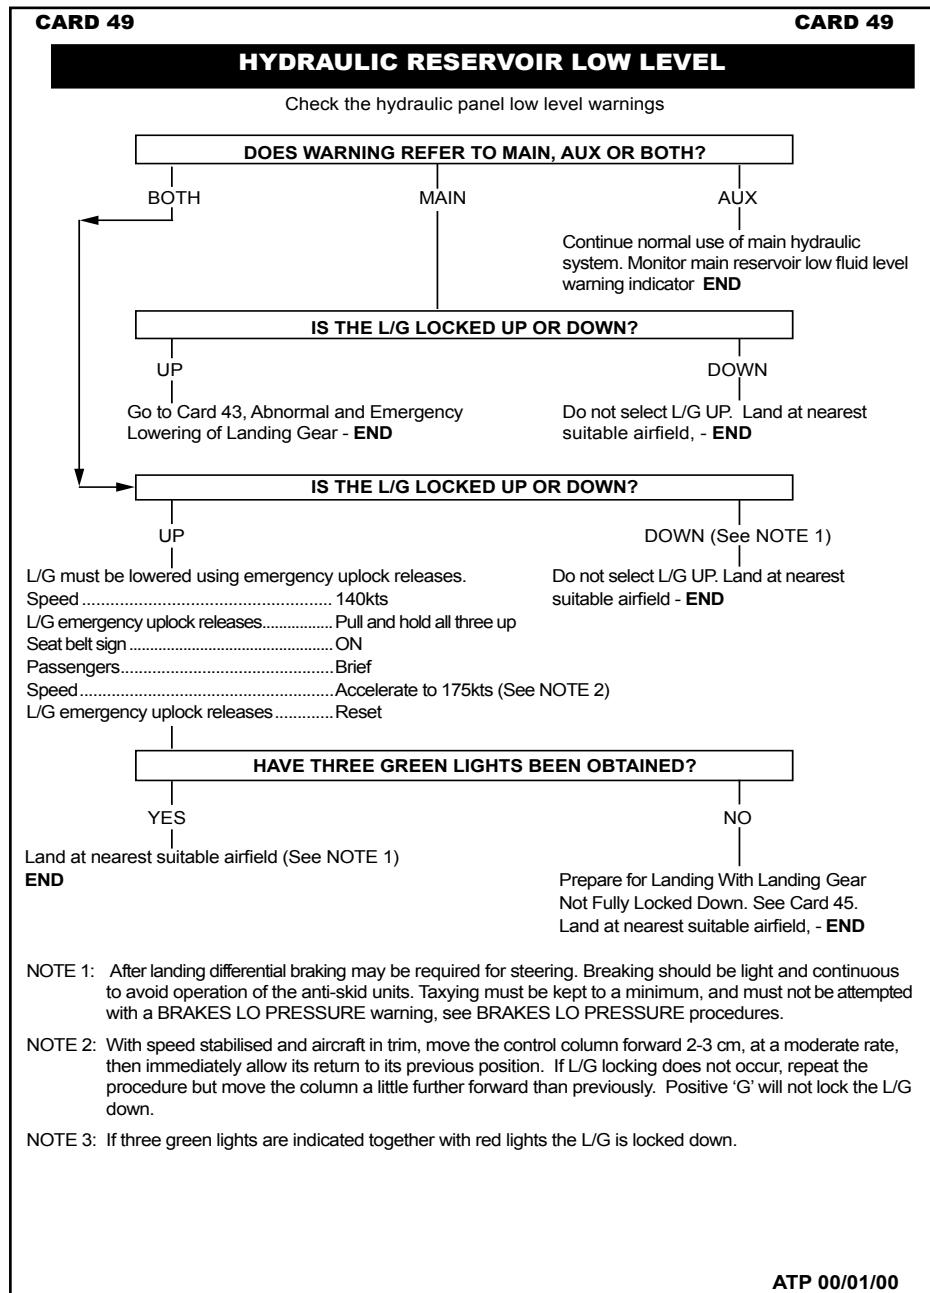 CARD 49 CARD 49
HYDRAULIC RESERVOIR LOW LEVEL
Check the hydraulic panel low level warnings
DOES WARNING REFER TO MAIN, AUX OR BOTH?
BOTH MAIN AUX
Continue normal use of main hydraulic
system. Monitor main reservoir low fluid level
warning indicator END
IS THE L/G LOCKED UP OR DOWN?
UP DOWN
Go to Card 43, Abnormal and Emergency
Lowering of Landing Gear - END
Do not select L/G UP. Land at nearest
suitable airfield, - END
IS THE L/G LOCKED UP OR DOWN?
UP DOWN (See NOTE 1)
L/G must be lowered using emergency uplock releases.
Speed ..................................................... 140kts
L/G emergency uplock releases................. Pull and hold all three up
Seat belt sign .................................................. ON
Passengers.............................................. Brief
Speed...................................................... Accelerate to 175kts (See NOTE 2)
L/G emergency uplock releases ............. Reset
Do not select L/G UP. Land at nearest
suitable airfield - END
HAVE THREE GREEN LIGHTS BEEN OBTAINED?
YES NO
Land at nearest suitable airfield (See NOTE 1)
END
Prepare for Landing With Landing Gear
Not Fully Locked Down. See Card 45.
Land at nearest suitable airfield, - END
NOTE 1: After landing differential braking may be required for steering. Breaking should be light and continuous
to avoid operation of the anti-skid units. Taxying must be kept to a minimum, and must not be attempted
with a BRAKES LO PRESSURE warning, see BRAKES LO PRESSURE procedures.
NOTE 2: With speed stabilised and aircraft in trim, move the control column forward 2-3 cm, at a moderate rate,
then immediately allow its return to its previous position. If L/G locking does not occur, repeat the
procedure but move the column a little further forward than previously. Positive ‘G’ will not lock the L/G
down.
NOTE 3: If three green lights are indicated together with red lights the L/G is locked down.
ATP 00/01/00